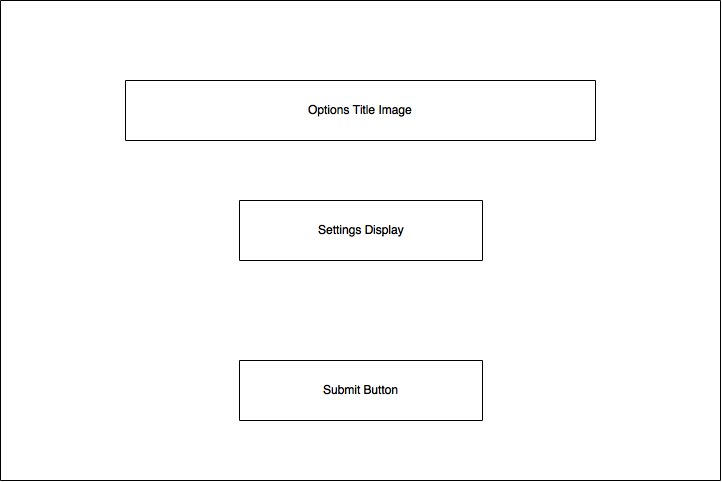 Options Title Image
Settings Display
Submit Button